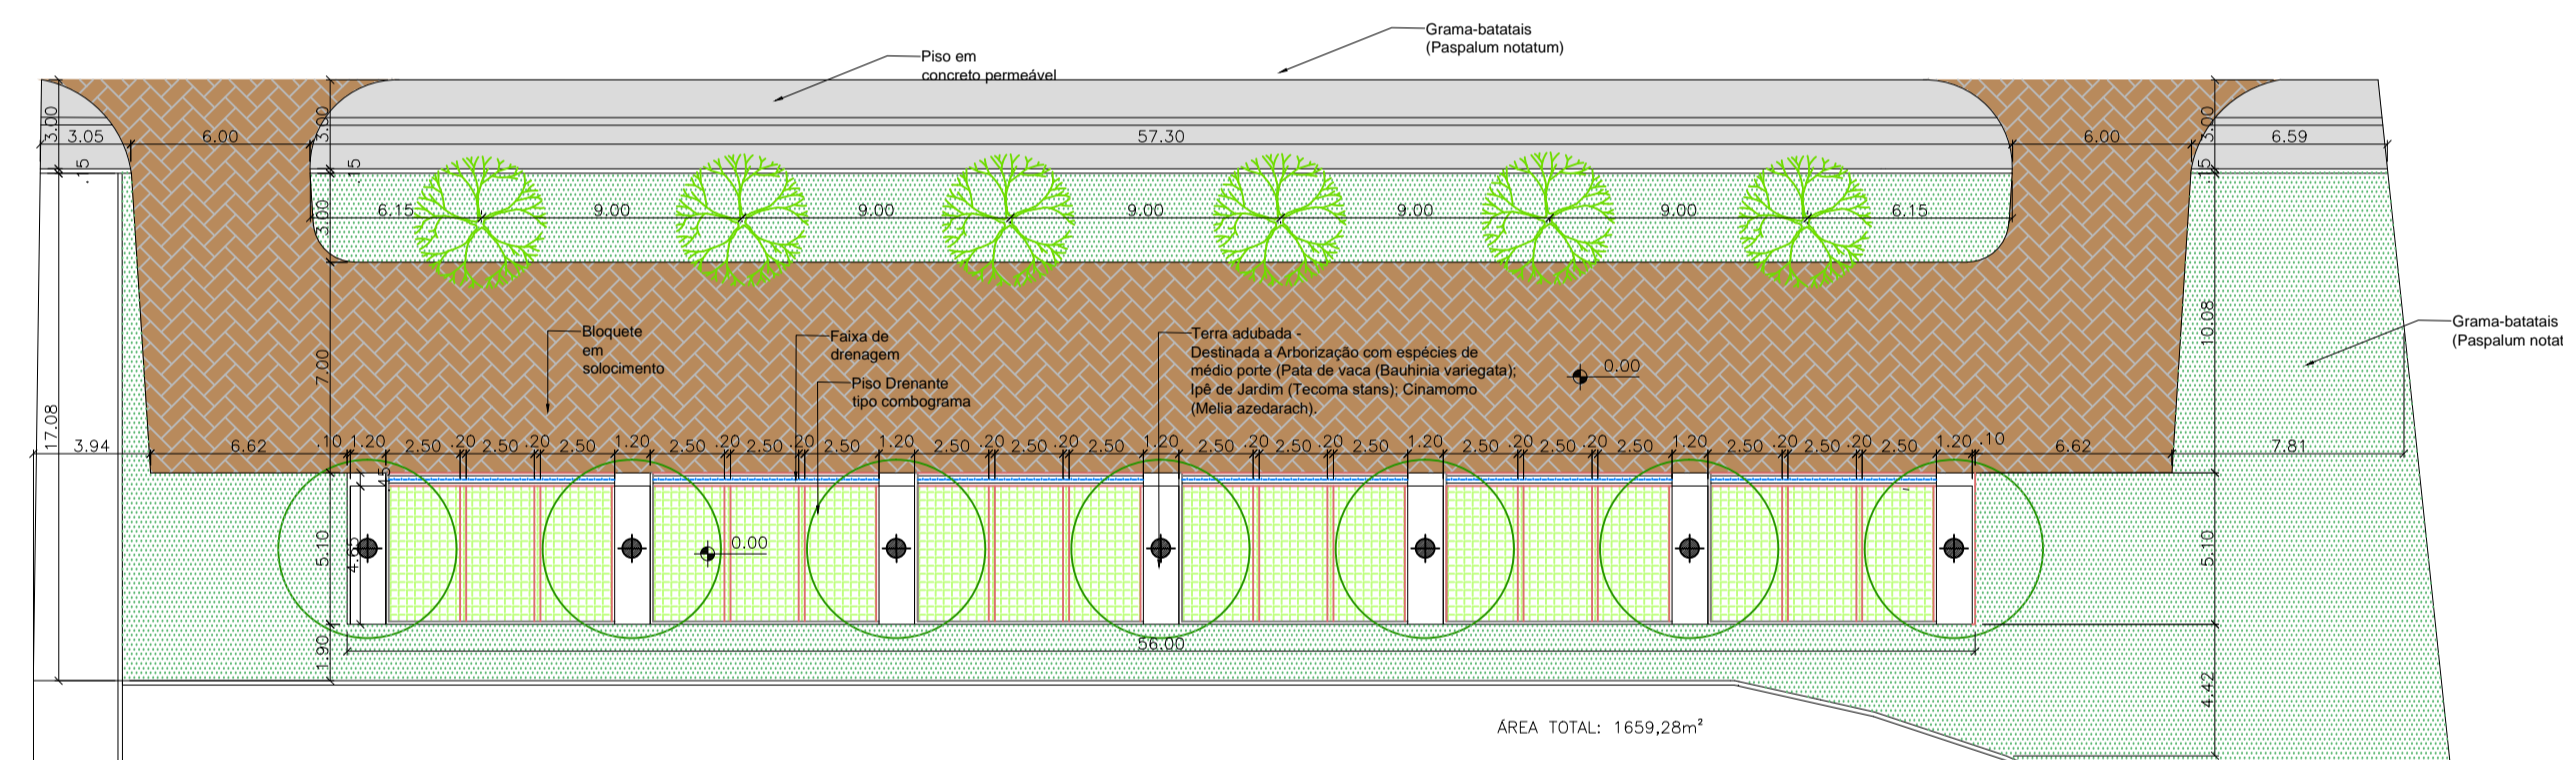 Grama-batatais
(Paspalum notatum)
Piso em
concreto permeável
3.00
3.05
6.00
3.00
57.30
6.00
3.00
6.59
.15
.15
.15
6.15
9.00
9.00
9.00
9.00
9.00
6.15
3.00
Bloquete
em
solocimento
Faixa de
drenagem
Piso Drenante
tipo combograma
Terra adubada -
Destinada a Arborização com espécies de
médio porte (Pata de vaca (Bauhinia variegata);
Ipê de Jardim (Tecoma stans); Cinamomo
(Melia azedarach).
0.00
10.08
Grama-batatais
(Paspalum notat
7.00
17.08
3.94
6.62
.10 1.20 2.50 .20 2.50 .20 2.50 1.20 2.50 .20 2.50 .20 2.50 1.20 2.50 .20 2.50 .20 2.50 1.20 2.50 .20 2.50 .20 2.50 1.20 2.50 .20 2.50 .20 2.50 1.20 2.50 .20 2.50 .20 2.50 1.20 .10
6.62
7.81
.45
5.10
4.65
0.00
5.10
1.90
56.00
4.42
ÁREA TOTAL: 1659,28m²